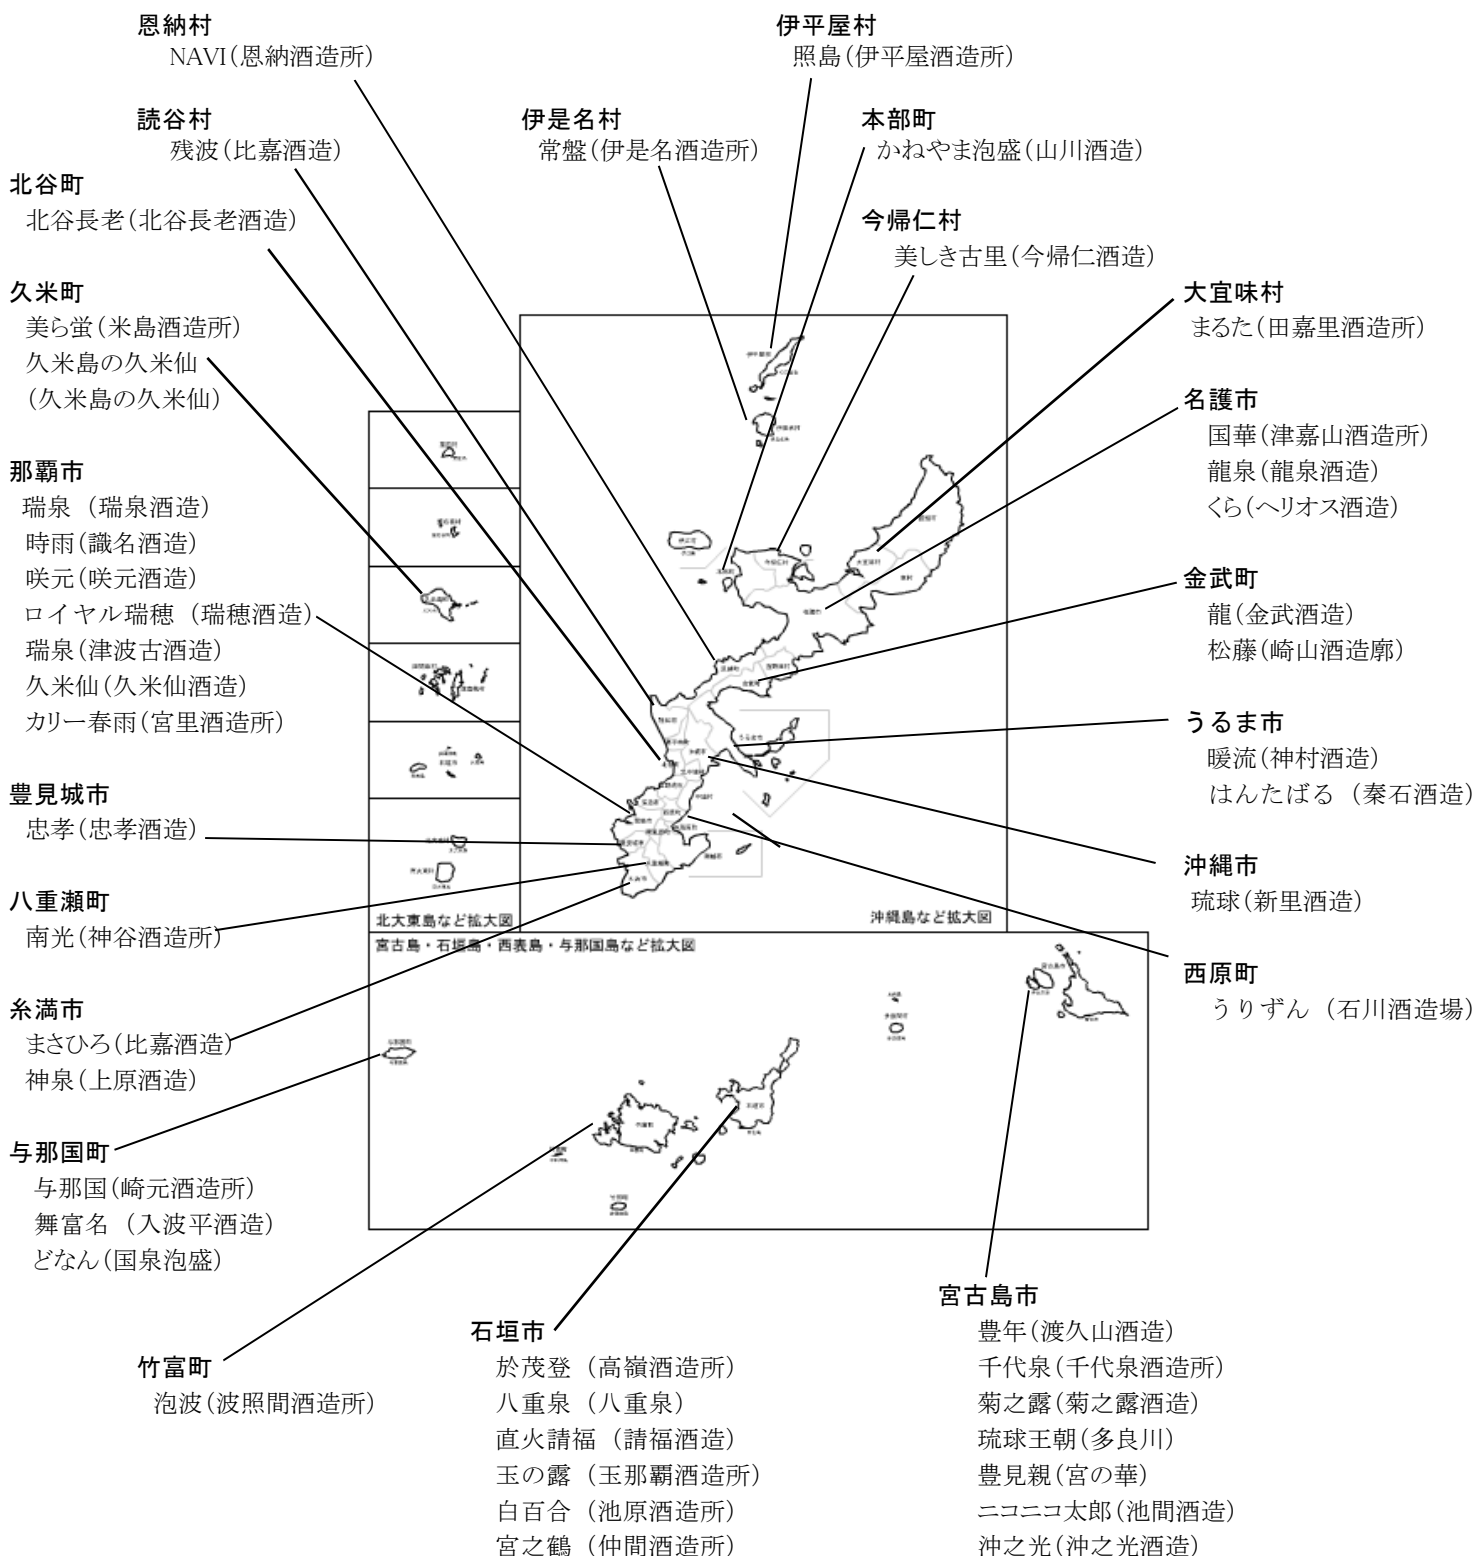 恩納村
NAVI(恩納酒造所)
伊平屋村
照島(伊平屋酒造所)
読谷村
残波(比嘉酒造)
伊是名村
常盤(伊是名酒造所)
本部町
かねやま泡盛(山川酒造)
北谷町
北谷長老(北谷長老酒造)
今帰仁村
美しき古里(今帰仁酒造)
久米町
美ら蛍(米島酒造所)
久米島の久米仙
(久米島の久米仙)
大宜味村
まるた(田嘉里酒造所)
名護市
国華(津嘉山酒造所)
龍泉(龍泉酒造)
くら(ヘリオス酒造)
那覇市
瑞泉 (瑞泉酒造)
時雨(識名酒造)
咲元(咲元酒造)
ロイヤル瑞穂 (瑞穂酒造)
瑞泉(津波古酒造)
久米仙(久米仙酒造)
カリー春雨(宮里酒造所)
金武町
龍(金武酒造)
松藤(崎山酒造廓)
うるま市
暖流(神村酒造)
はんたばる (秦石酒造)
豊見城市
忠孝(忠孝酒造)
沖縄市
琉球(新里酒造)
八重瀬町
南光(神谷酒造所)
西原町
うりずん (石川酒造場)
糸満市
まさひろ(比嘉酒造)
神泉(上原酒造)
与那国町
与那国(崎元酒造所)
舞富名 (入波平酒造)
どなん(国泉泡盛)
北大東島など拡大図
沖縄島など拡大図
宮古島・石垣島・西表島・与那国島など拡大図
竹富町
泡波(波照間酒造所)
石垣市
於茂登 (高嶺酒造所)
八重泉 (八重泉)
直火請福 (請福酒造)
玉の露 (玉那覇酒造所)
白百合 (池原酒造所)
宮之鶴 (仲間酒造所)
宮古島市
豊年(渡久山酒造)
千代泉(千代泉酒造所)
菊之露(菊之露酒造)
琉球王朝(多良川)
豊見親(宮の華)
ニコニコ太郎(池間酒造)
沖之光(沖之光酒造)